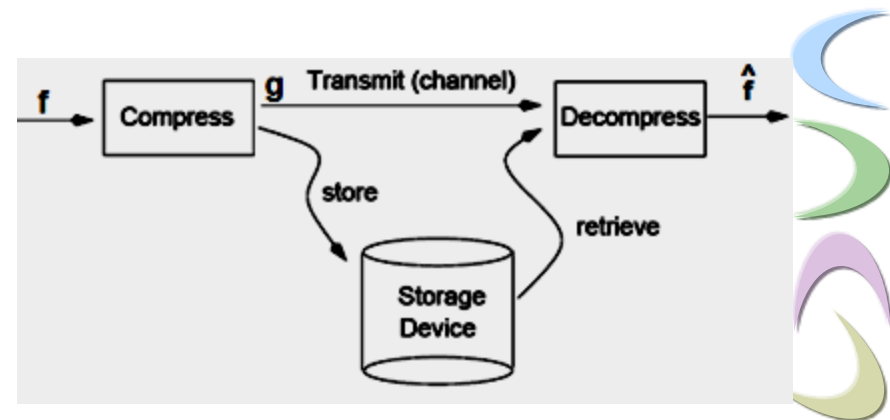 f
Compress
g
Transmit (channel)
Decompress
f̂
store
retrieve
Storage
Device